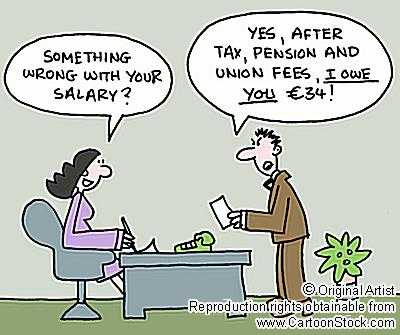 SOMETHING
WRONG WITH YOUR
SALARY?
YES, AFTER
TAX, PENSION AND
UNION FEES, I OWE
YOU €34!
© Original Artist
Reproduction rights obtainable from
www.CartoonStock.com